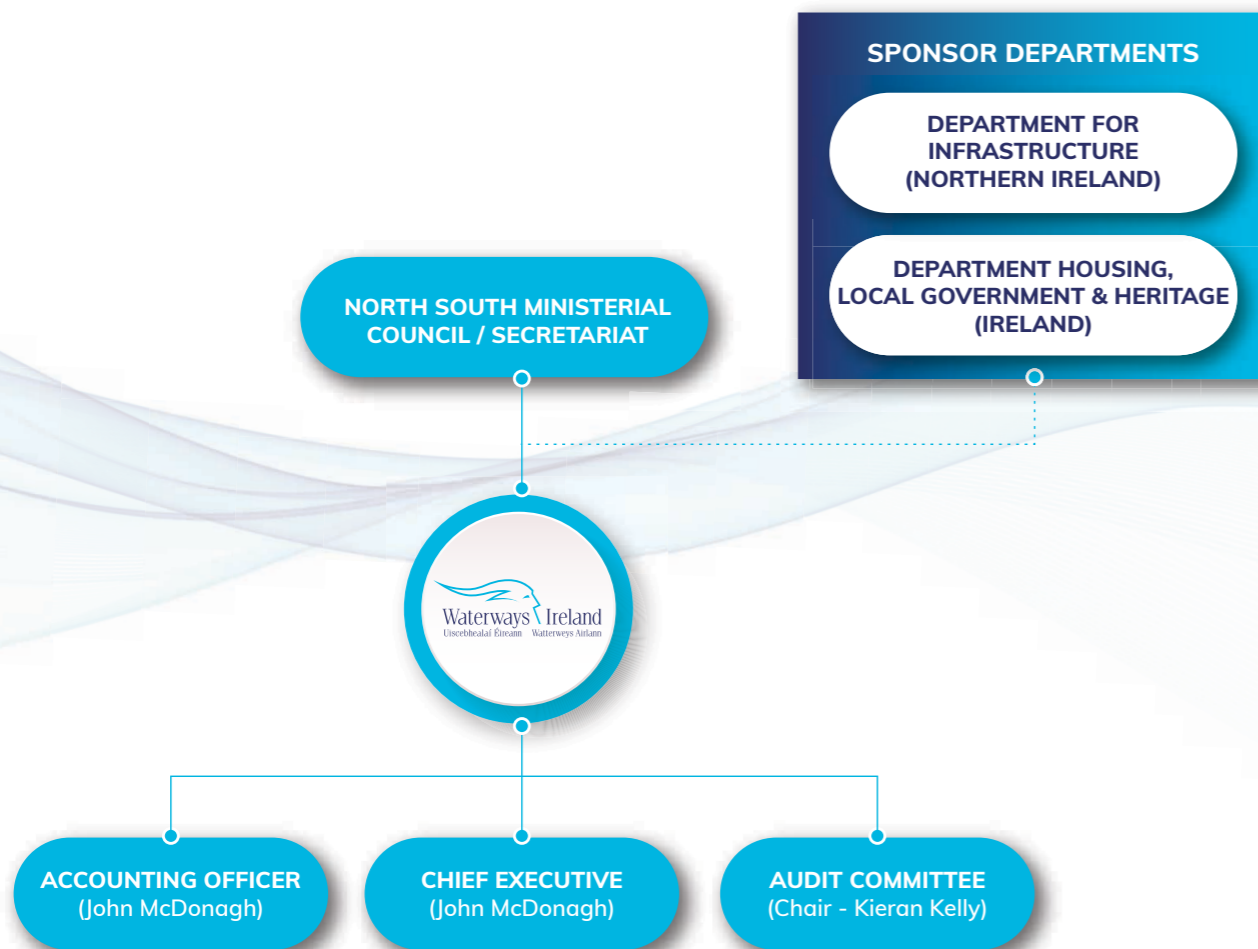 SPONSOR DEPARTMENTS
DEPARTMENT FOR
INFRASTRUCTURE
(NORTHERN IRELAND)
DEPARTMENT HOUSING,
LOCAL GOVERNMENT & HERITAGE
(IRELAND)
NORTH SOUTH MINISTERIAL
COUNCIL / SECRETARIAT
Waterways Ireland
Uiscebhealaí Éireann Watterweys Airlann
ACCOUNTING OFFICER
(John McDonagh)
CHIEF EXECUTIVE
(John McDonagh)
AUDIT COMMITTEE
(Chair - Kieran Kelly)